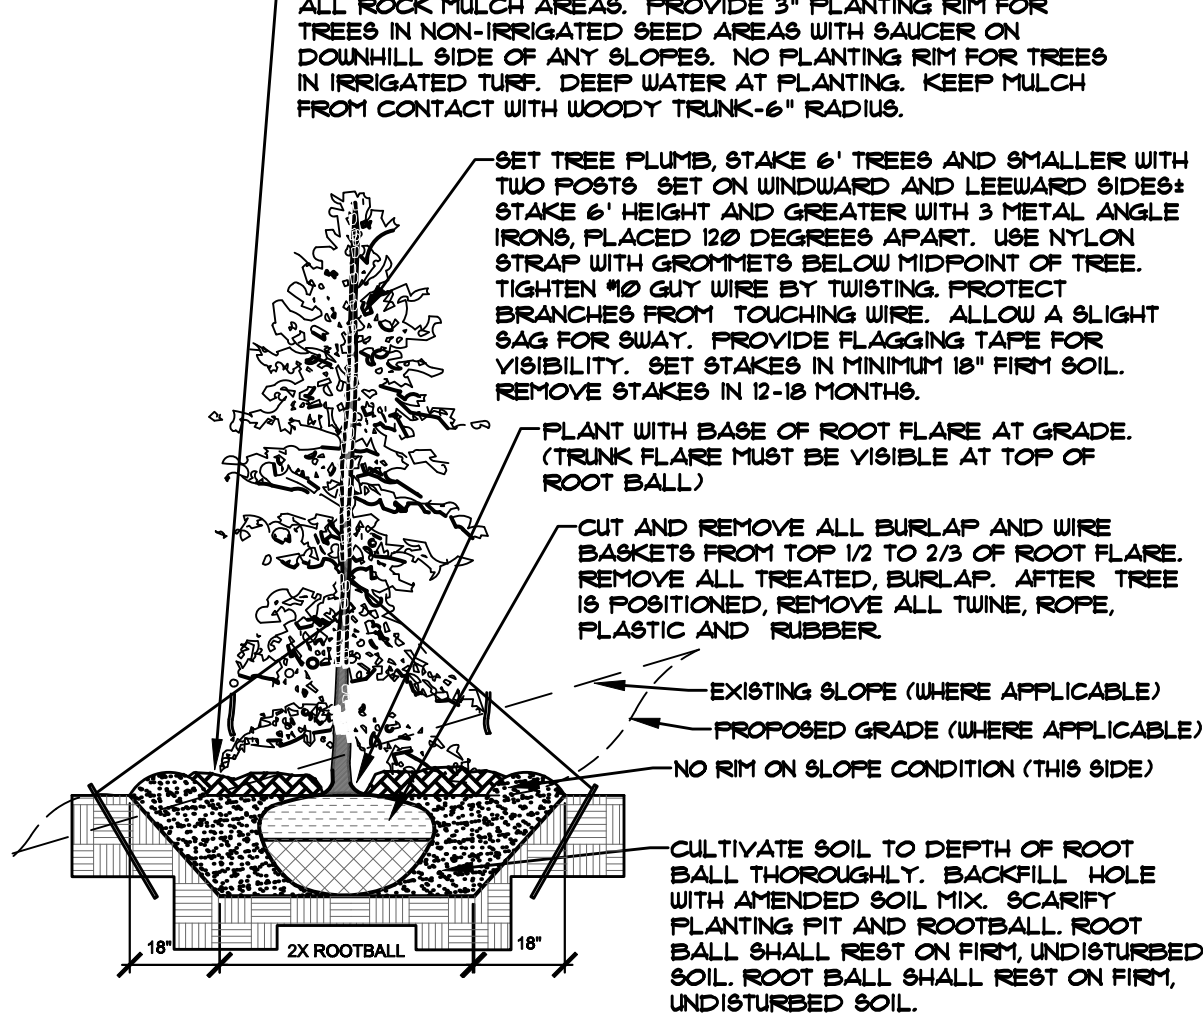 ALL ROCK MULCH AREAS. PROVIDE 3" PLANTING RIM FOR
TREES IN NON-IRRIGATED SEED AREAS WITH SAUCER ON
DOWNHILL SIDE OF ANY SLOPES. NO PLANTING RIM FOR TREES
IN IRRIGATED TURF. DEEP WATER AT PLANTING. KEEP MULCH
FROM CONTACT WITH WOODY TRUNK-6" RADIUS.
SET TREE PLUMB, STAKE 6' TREES AND SMALLER WITH
TWO POSTS SET ON WINDWARD AND LEEWARD SIDES±
STAKE 6' HEIGHT AND GREATER WITH 3 METAL ANGLE
IRONS, PLACED 120 DEGREES APART. USE NYLON
STRAP WITH GROMMETS BELOW MIDPOINT OF TREE.
TIGHTEN #10 GUY WIRE BY TWISTING. PROTECT
BRANCHES FROM TOUCHING WIRE. ALLOW A SLIGHT
SAG FOR SWAY. PROVIDE FLAGGING TAPE FOR
VISIBILITY. SET STAKES IN MINIMUM 18" FIRM SOIL.
REMOVE STAKES IN 12-18 MONTHS.
PLANT WITH BASE OF ROOT FLARE AT GRADE.
(TRUNK FLARE MUST BE VISIBLE AT TOP OF
ROOT BALL)
CUT AND REMOVE ALL BURLAP AND WIRE
BASKETS FROM TOP 1/2 TO 2/3 OF ROOT FLARE.
REMOVE ALL TREATED, BURLAP. AFTER TREE
IS POSITIONED, REMOVE ALL TWINE, ROPE,
PLASTIC AND RUBBER.
EXISTING SLOPE (WHERE APPLICABLE)
PROPOSED GRADE (WHERE APPLICABLE)
NO RIM ON SLOPE CONDITION (THIS SIDE)
CULTIVATE SOIL TO DEPTH OF ROOT
BALL THOROUGHLY. BACKFILL HOLE
WITH AMENDED SOIL MIX. SCARIFY
PLANTING PIT AND ROOTBALL. ROOT
BALL SHALL REST ON FIRM, UNDISTURBED
SOIL. ROOT BALL SHALL REST ON FIRM,
UNDISTURBED SOIL.
18" 2X ROOTBALL 18"